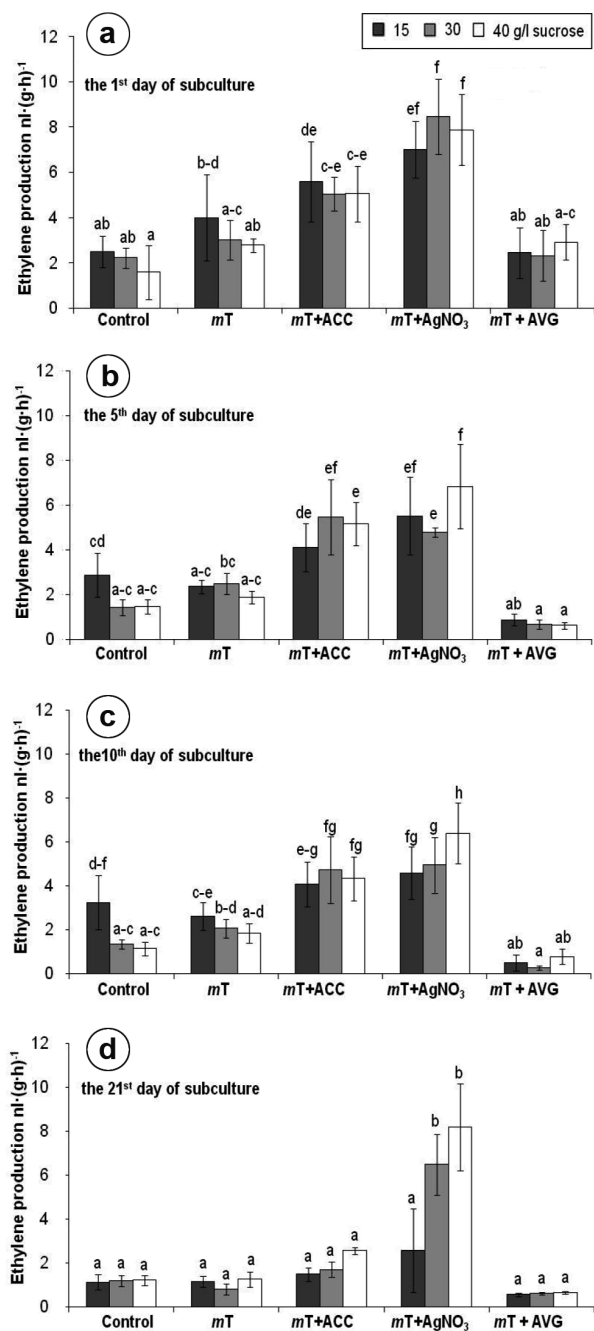 a
15 30 40 g/l sucrose
the 1st day of subculture
Ethylene production nl·(g·h)-1
12
10
8
6
4
2
0
ab ab a
b-d a-c ab
de c-e c-e
ef f f
ab ab a-c
Control mT mT+ACC mT+AgNO3 mT + AVG
b
the 5th day of subculture
Ethylene production nl·(g·h)-1
12
10
8
6
4
2
0
cd a-c a-c
a-c bc a-c
de ef e
ef e f
ab a a
Control mT mT+ACC mT+AgNO3 mT + AVG
c
the10th day of subculture
Ethylene production nl·(g·h)-1
12
10
8
6
4
2
0
d-f a-c a-c
c-e b-d a-d
e-g fg fg
fg g h
ab a ab
Control mT mT+ACC mT+AgNO3 mT + AVG
d
the 21st day of subculture
Ethylene production nl·(g·h)-1
12
10
8
6
4
2
0
a a a
a a a
a a a
a b b
a a a
Control mT mT+ACC mT+AgNO3 mT + AVG